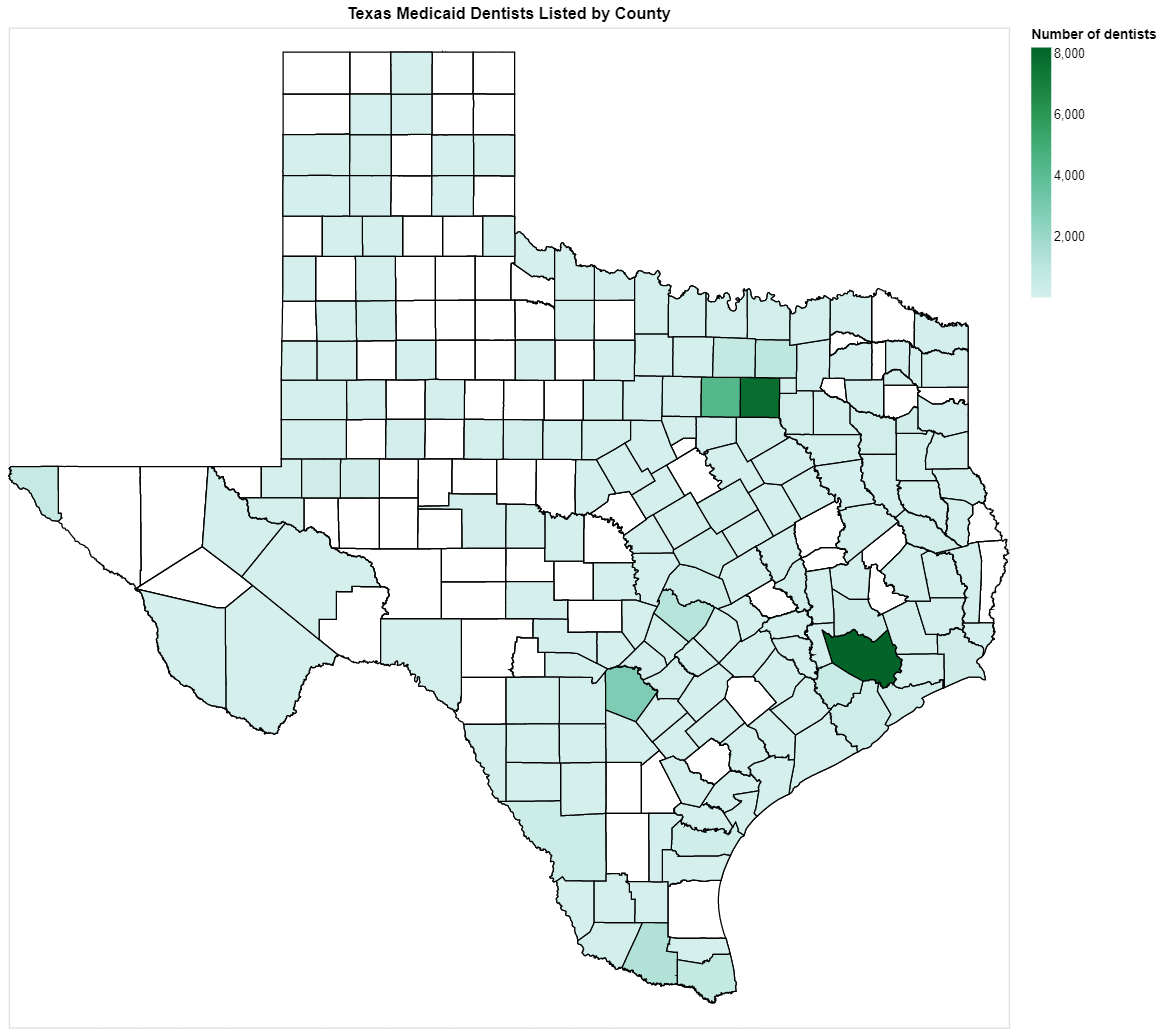 Texas Medicaid Dentists Listed by County
Number of dentists
8,000
6,000
4,000
2,000